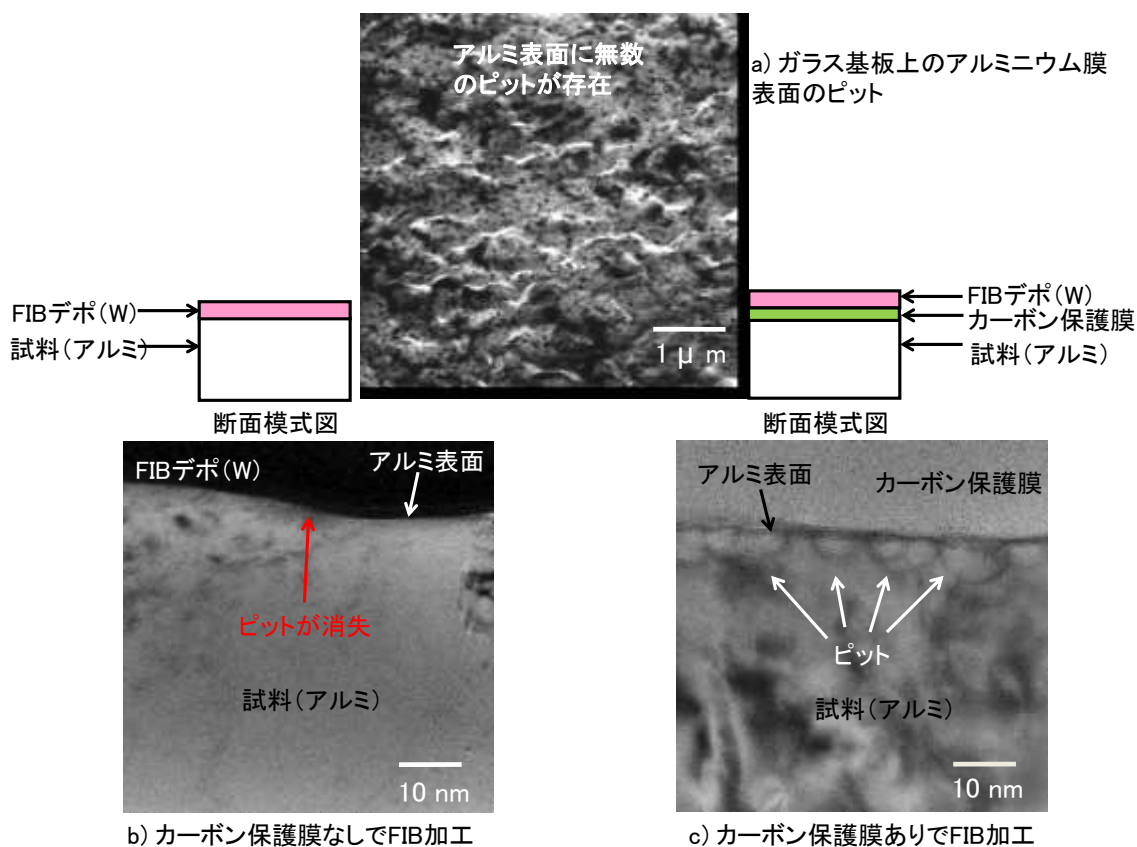 アルミ表面に無数
のピットが存在
a) ガラス基板上のアルミニウム膜
表面のピット
1 μ m
FIBデポ(W)
試料(アルミ)
断面模式図
FIBデポ(W)
カーボン保護膜
試料(アルミ)
断面模式図
FIBデポ(W)
アルミ表面
ピットが消失
試料(アルミ)
10 nm
b) カーボン保護膜なしでFIB加工
アルミ表面
カーボン保護膜
ピット
試料(アルミ)
10 nm
c) カーボン保護膜ありでFIB加工